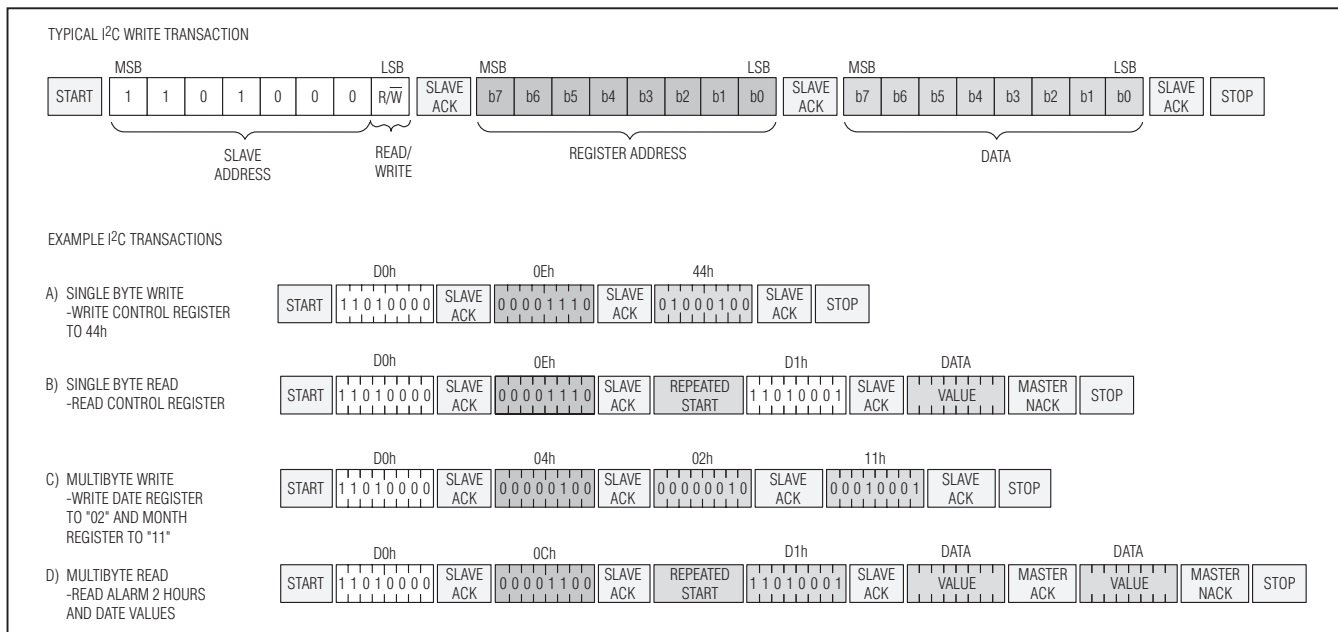 TYPICAL I2C WRITE TRANSACTION
MSB LSB MSB LSB MSB LSB
START 1 1 0 1 0 0 0 R/W̅ SLAVE ACK b7 b6 b5 b4 b3 b2 b1 b0 SLAVE ACK b7 b6 b5 b4 b3 b2 b1 b0 SLAVE ACK STOP
SLAVE ADDRESS READ/WRITE REGISTER ADDRESS DATA
EXAMPLE I2C TRANSACTIONS
D0h 0Eh 44h
A) SINGLE BYTE WRITE
-WRITE CONTROL REGISTER
TO 44h
START 11010000 SLAVE ACK 00001110 SLAVE ACK 01000100 SLAVE ACK STOP
D0h 0Eh D1h DATA
B) SINGLE BYTE READ
-READ CONTROL REGISTER
START 11010000 SLAVE ACK 00001110 SLAVE ACK REPEATED START 11010001 SLAVE ACK VALUE MASTER NACK STOP
D0h 04h 02h 11h
C) MULTIBYTE WRITE
-WRITE DATE REGISTER
TO "02" AND MONTH
REGISTER TO "11"
START 11010000 SLAVE ACK 00000100 SLAVE ACK 00000010 SLAVE ACK 00010001 SLAVE ACK STOP
D0h 0Ch D1h DATA DATA
D) MULTIBYTE READ
-READ ALARM 2 HOURS
AND DATE VALUES
START 11010000 SLAVE ACK 00001100 SLAVE ACK REPEATED START 11010001 SLAVE ACK VALUE MASTER ACK VALUE MASTER NACK STOP